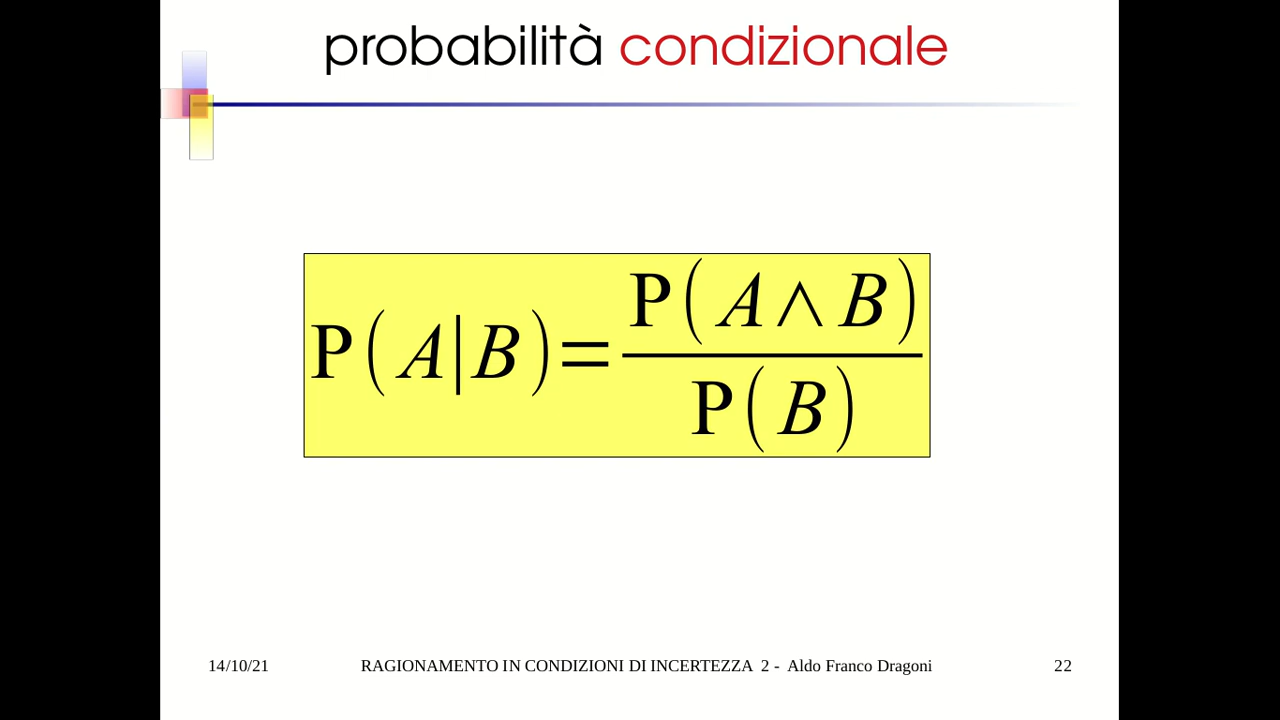 probabilità condizionale
P(A|B)=P(A∧B)/P(B)
14/10/21 RAGIONAMENTO IN CONDIZIONI DI INCERTEZZA 2 - Aldo Franco Dragoni 22